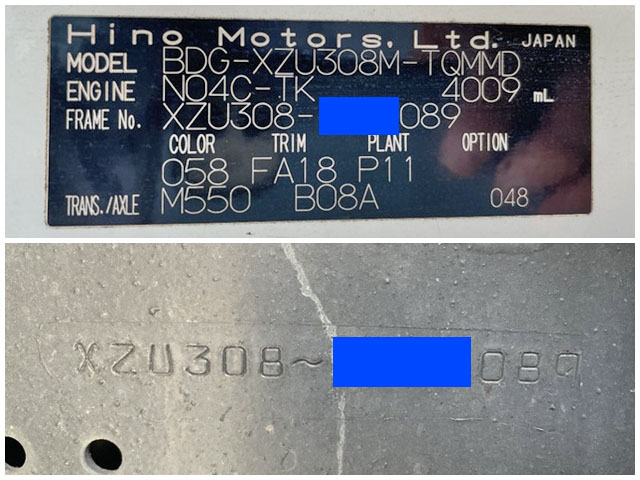 Hino Motors, Ltd. JAPAN
MODEL BDG-XZU308M-TQMMD
ENGINE N04C-TK 4009 mL
FRAME No. XZU308- 089
COLOR TRIM PLANT OPTION
058 FA18 P11
TRANS./AXLE M550 B08A 048
XZU308~ 089